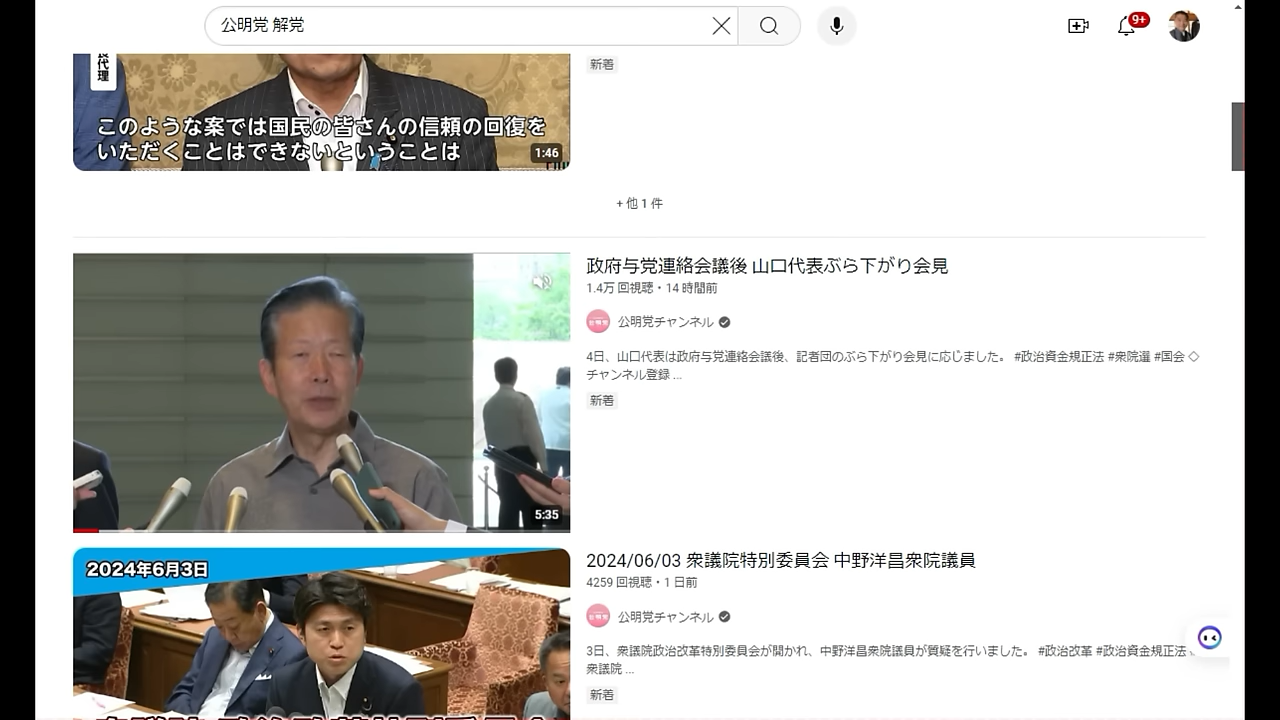 公明党 解党
9+
長代理
新着
このような案では国民の皆さんの信頼の回復を
いただくことはできないということは
1:46
+ 他 1 件
政府与党連絡会議後 山口代表ぶら下がり会見
1.4万 回視聴・14 時間前
公明党
公明党チャンネル
4日、山口代表は政府与党連絡会議後、記者団のぶら下がり会見に応じました。 #政治資金規正法 #衆院選 #国会 ◇
チャンネル登録 ...
新着
5:35
2024年6月3日
2024/06/03 衆議院特別委員会 中野洋昌衆院議員
4259 回視聴・1 日前
公明党
公明党チャンネル
3日、衆議院政治改革特別委員会が開かれ、中野洋昌衆院議員が質疑を行いました。 #政治改革 #政治資金規正法
衆議院 ...
新着